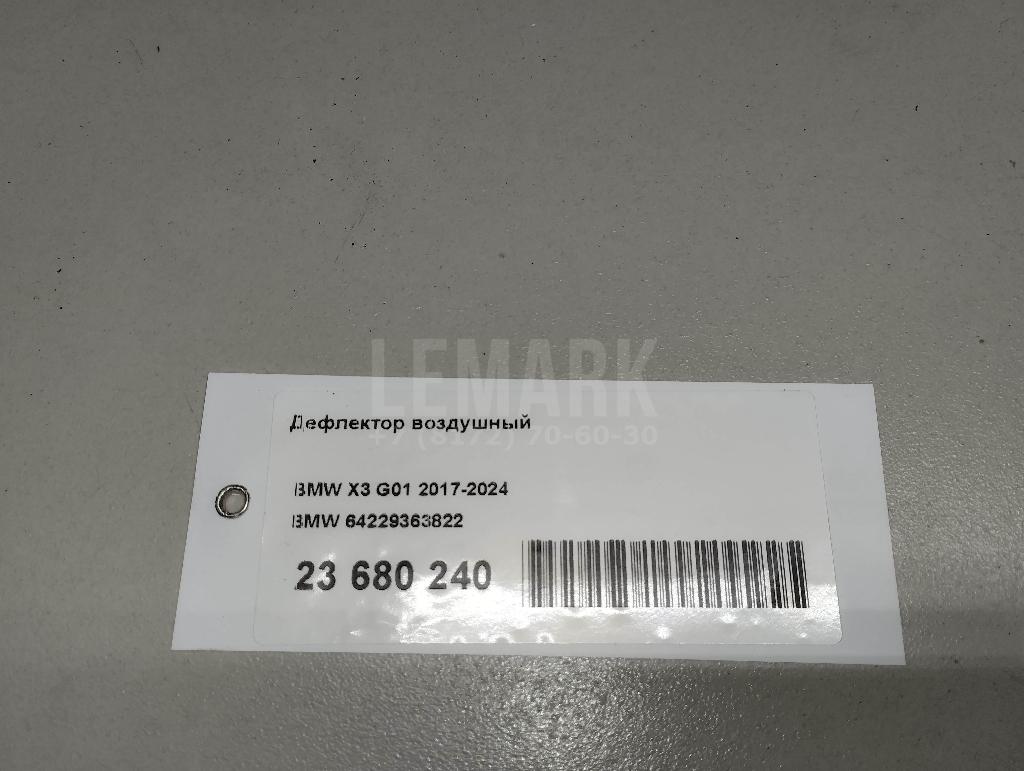 LEMARK
+7 (8172) 70-60-30
Дефлектор воздушный
BMW X3 G01 2017-2024
BMW 64229363822
23 680 240